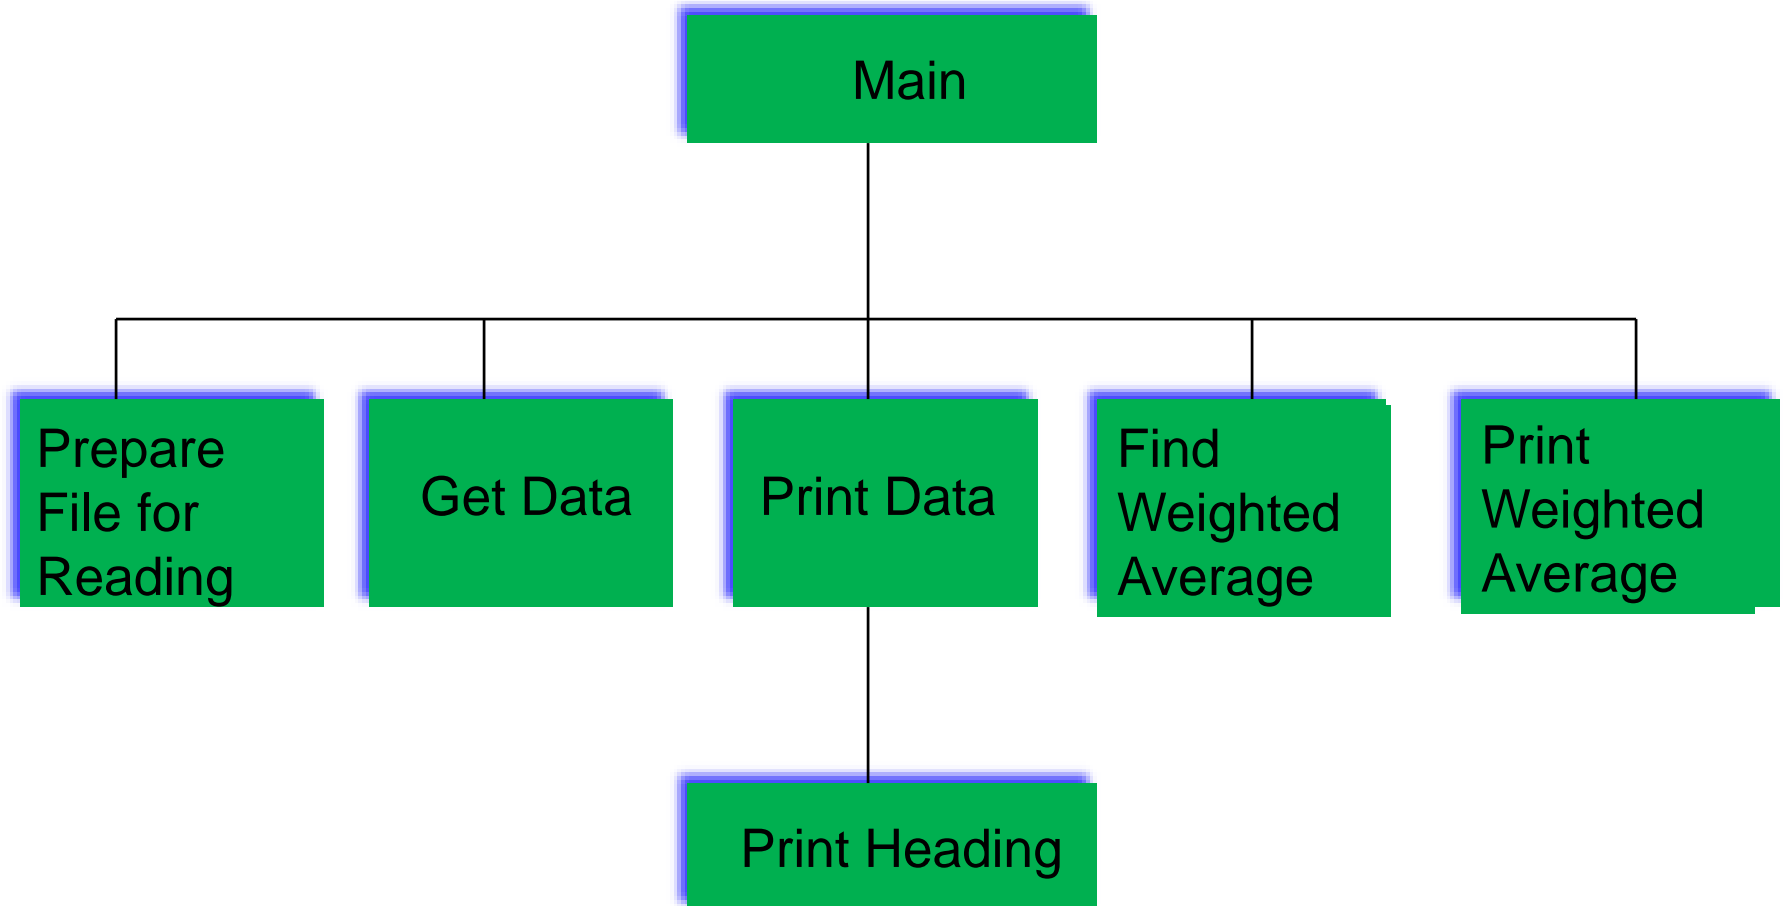 Main
Prepare
File for
Reading
Get Data
Print Data
Find
Weighted
Average
Print
Weighted
Average
Print Heading